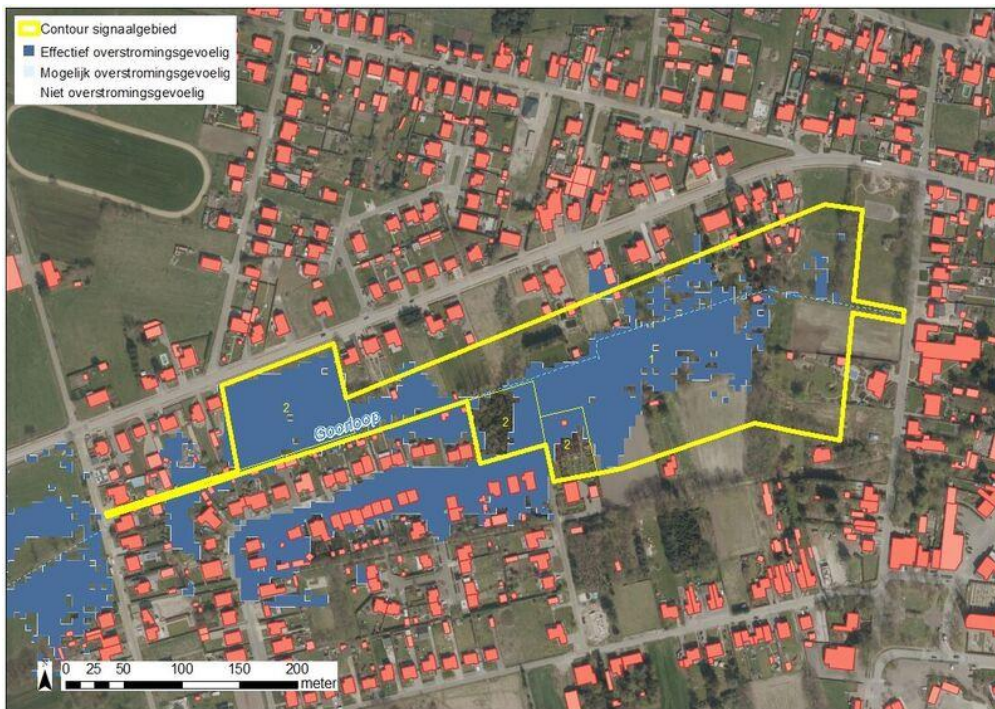 Contour signaalgebied
Effectief overstromingsgevoelig
Mogelijk overstromingsgevoelig
Niet overstromingsgevoelig
1
2
Goorloop
2
2
0 25 50 100 150 200
meter